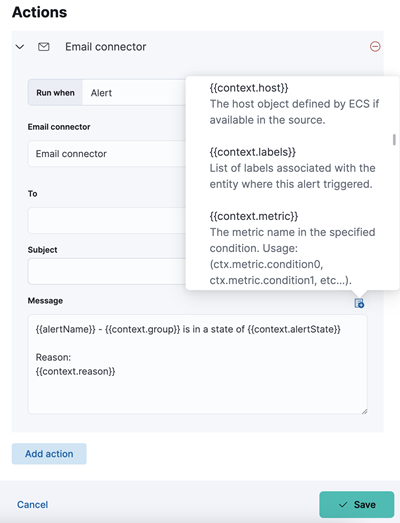 Actions
Email connector
Run when Alert
{{context.host}}
The host object defined by ECS if
available in the source.
{{context.labels}}
List of labels associated with the
entity where this alert triggered.
{{context.metric}}
The metric name in the specified
condition. Usage:
(ctx.metric.condition0,
ctx.metric.condition1, etc...).
Email connector
Email connector
To
Subject
Message
{{alertName}} - {{context.group}} is in a state of {{context.alertState}}
Reason:
{{context.reason}}
Add action
Cancel
Save